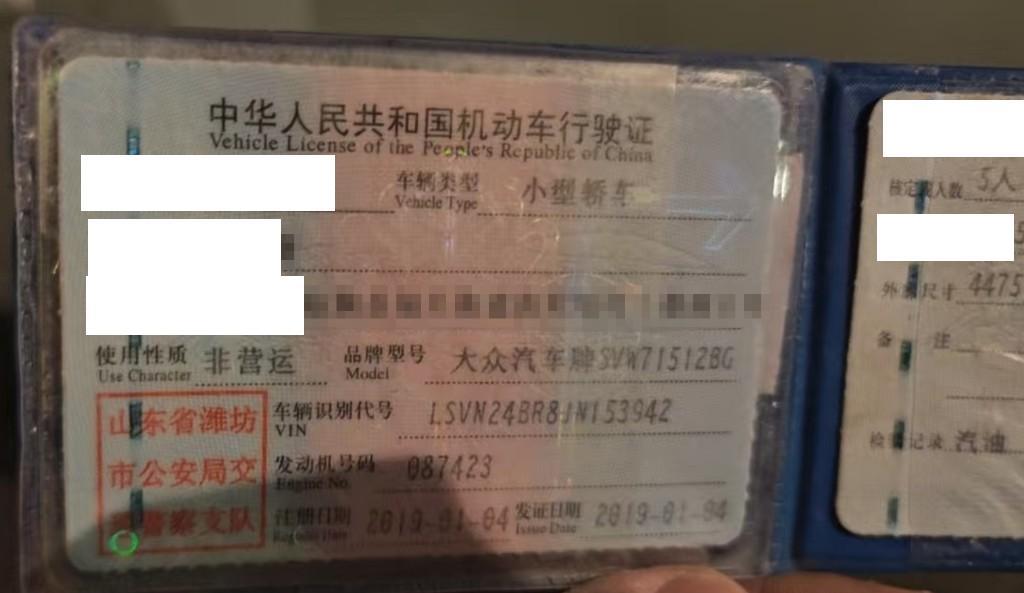 中华人民共和国机动车行驶证
Vehicle License of the People's Republic of China
车辆类型 小型轿车
Vehicle Type
使用性质 非营运 品牌型号 大众汽车牌SVW71512BG
Use Character Model
山东省潍坊
市公安局交
警察支队
车辆识别代号 LSVN24BR8JN153942
VIN
发动机号码 087423
Engine No.
注册日期 2019-01-04 发证日期 2019-01-04
Register Date Issue Date
核定载人数 5人
5
外廓尺寸 4475
备 注
检验记录 汽油